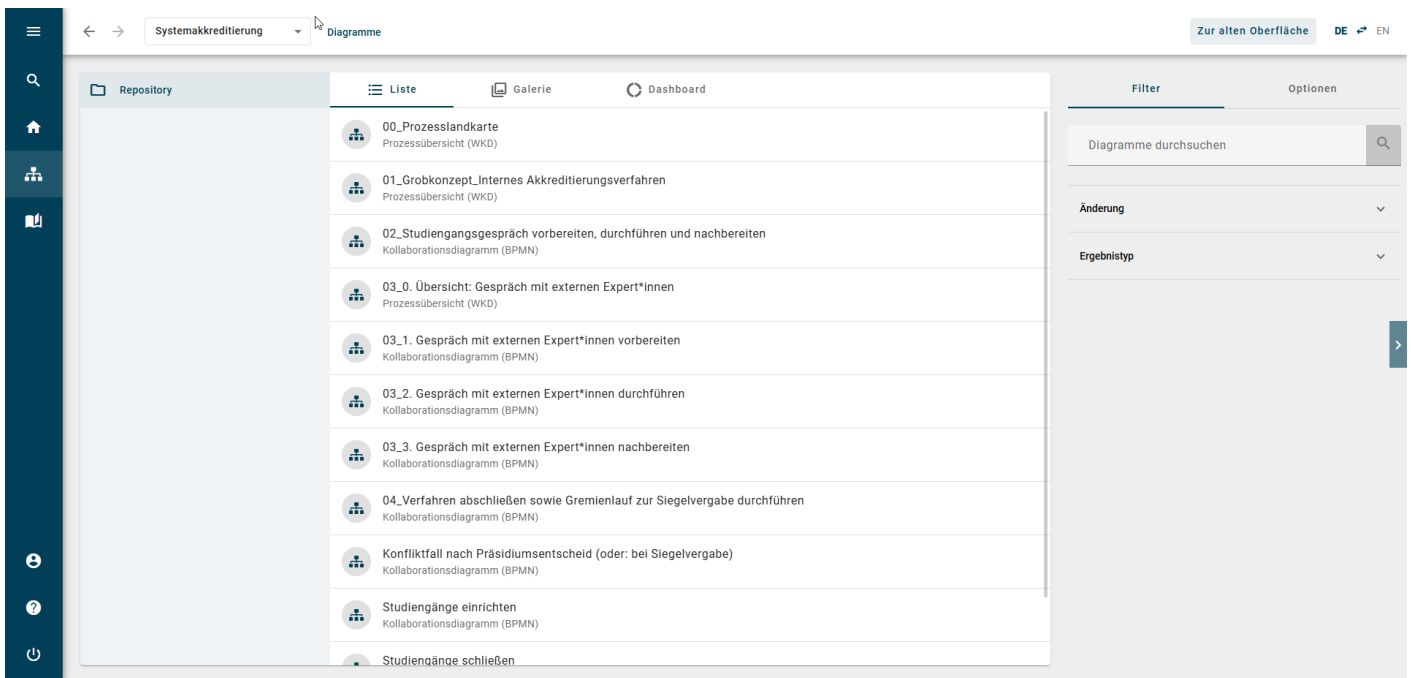 Systemakkreditierung
Diagramme
Zur alten Oberfläche
DE
EN
Repository
Liste
Galerie
Dashboard
Filter
Optionen
00_Prozesslandkarte
Prozessübersicht (WKD)
01_Grobkonzept_Internes Akkreditierungsverfahren
Prozessübersicht (WKD)
02_Studiengangsgespräch vorbereiten, durchführen und nachbereiten
Kollaborationsdiagramm (BPMN)
03_0. Übersicht: Gespräch mit externen Expert*innen
Prozessübersicht (WKD)
03_1. Gespräch mit externen Expert*innen vorbereiten
Kollaborationsdiagramm (BPMN)
03_2. Gespräch mit externen Expert*innen durchführen
Kollaborationsdiagramm (BPMN)
03_3. Gespräch mit externen Expert*innen nachbereiten
Kollaborationsdiagramm (BPMN)
04_Verfahren abschließen sowie Gremienlauf zur Siegelvergabe durchführen
Kollaborationsdiagramm (BPMN)
Konfliktfall nach Präsidiumsentscheid (oder: bei Siegelvergabe)
Kollaborationsdiagramm (BPMN)
Studiengänge einrichten
Kollaborationsdiagramm (BPMN)
Studiengänge schließen
Diagramme durchsuchen
Änderung
Ergebnistyp